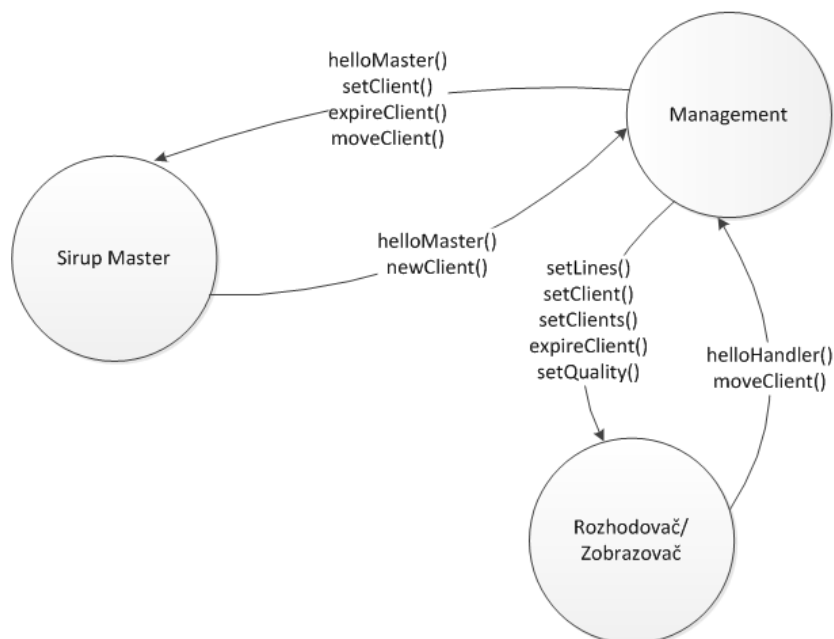 helloMaster()
setClient()
expireClient()
moveClient()
Management
Sirup Master
helloMaster()
newClient()
setLines()
setClient()
setClients()
expireClient()
setQuality()
helloHandler()
moveClient()
Rozhodovač/
Zobrazovač